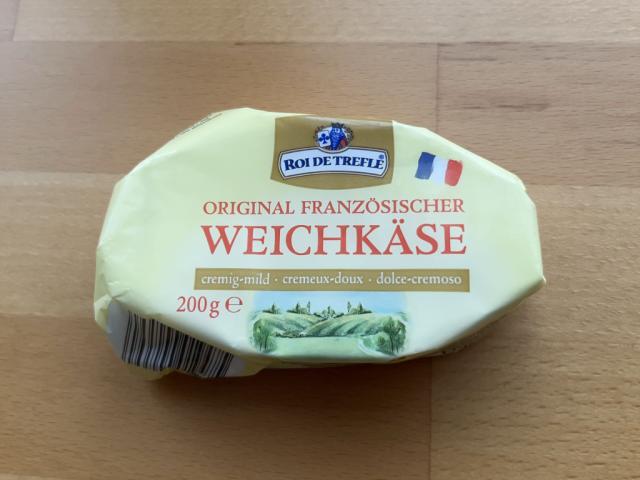 ROI DE TREFLE®
ORIGINAL FRANZÖSISCHER
WEICHKÄSE
cremig-mild · cremeux-doux · dolce-cremoso
200g ℮